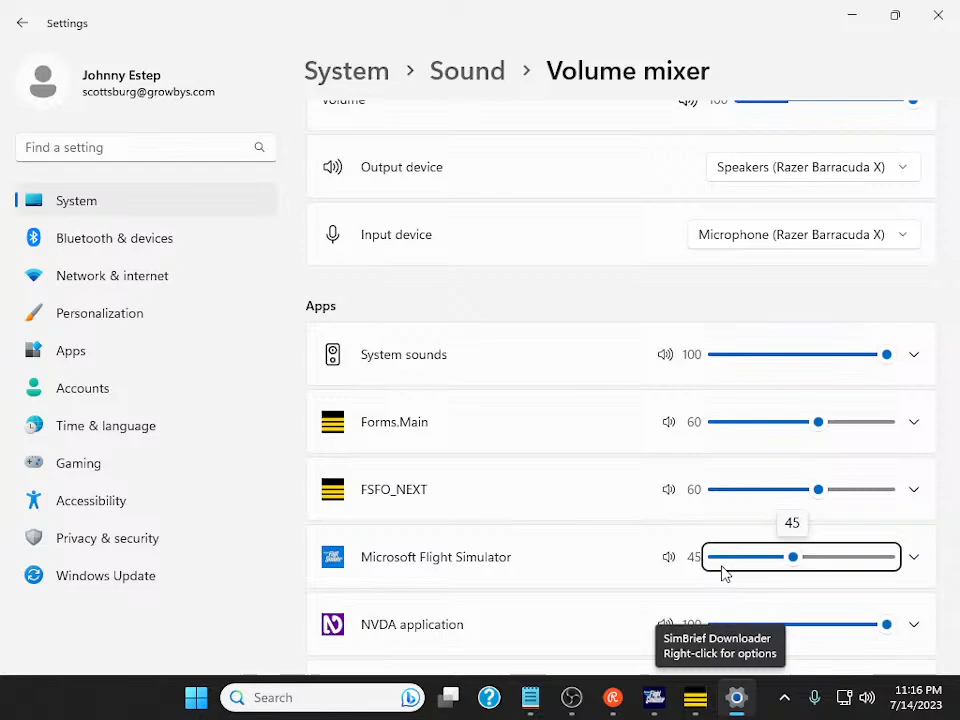 Settings
Johnny Estep
scottsburg@growbys.com
Find a setting
System
Bluetooth & devices
Network & internet
Personalization
Apps
Accounts
Time & language
Gaming
Accessibility
Privacy & security
Windows Update
System > Sound > Volume mixer
Volume 100
Output device Speakers (Razer Barracuda X)
Input device Microphone (Razer Barracuda X)
Apps
System sounds 100
Forms.Main 60
FSFO_NEXT 60
45
Microsoft Flight Simulator 45
NVDA application 100
SimBrief Downloader
Right-click for options
Search
11:16 PM
7/14/2023